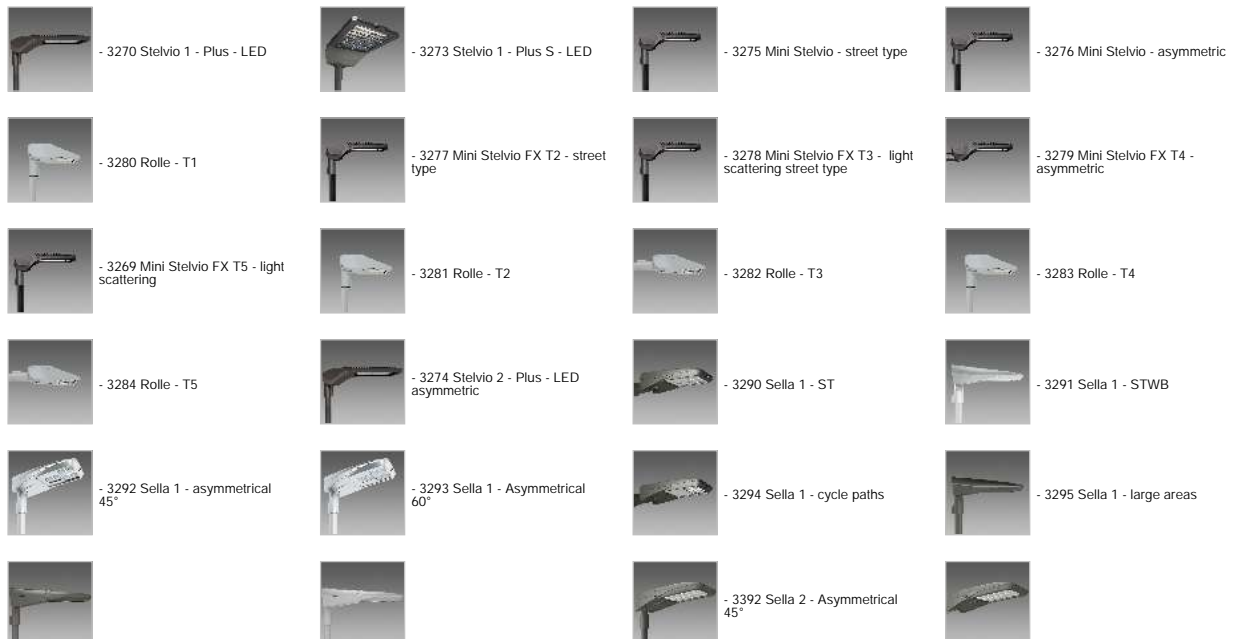 - 3270 Stelvio 1 - Plus - LED
- 3273 Stelvio 1 - Plus S - LED
- 3275 Mini Stelvio - street type
- 3276 Mini Stelvio - asymmetric
- 3280 Rolle - T1
- 3277 Mini Stelvio FX T2 - street
type
- 3278 Mini Stelvio FX T3 - light
scattering street type
- 3279 Mini Stelvio FX T4 -
asymmetric
- 3269 Mini Stelvio FX T5 - light
scattering
- 3281 Rolle - T2
- 3282 Rolle - T3
- 3283 Rolle - T4
- 3284 Rolle - T5
- 3274 Stelvio 2 - Plus - LED
asymmetric
- 3290 Sella 1 - ST
- 3291 Sella 1 - STWB
- 3292 Sella 1 - asymmetrical
45°
- 3293 Sella 1 - Asymmetrical
60°
- 3294 Sella 1 - cycle paths
- 3295 Sella 1 - large areas
- 3392 Sella 2 - Asymmetrical
45°